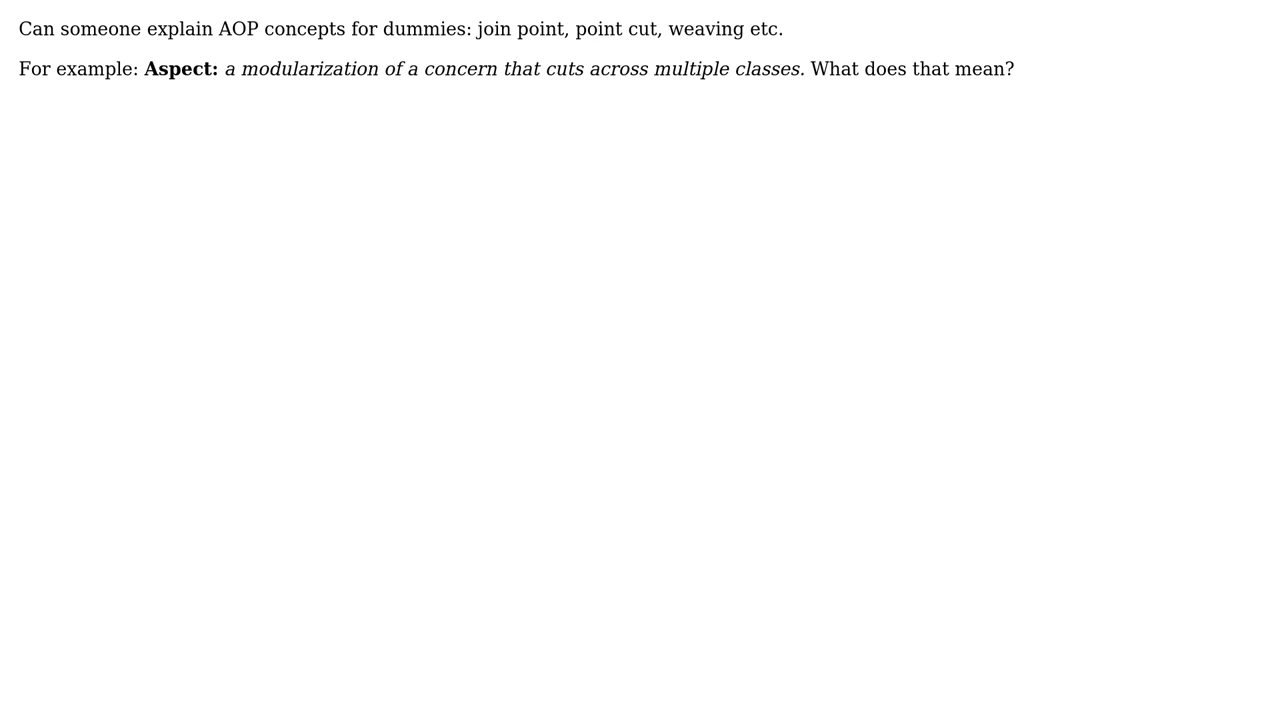 Can someone explain AOP concepts for dummies: join point, point cut, weaving etc.
For example: Aspect: a modularization of a concern that cuts across multiple classes. What does that mean?